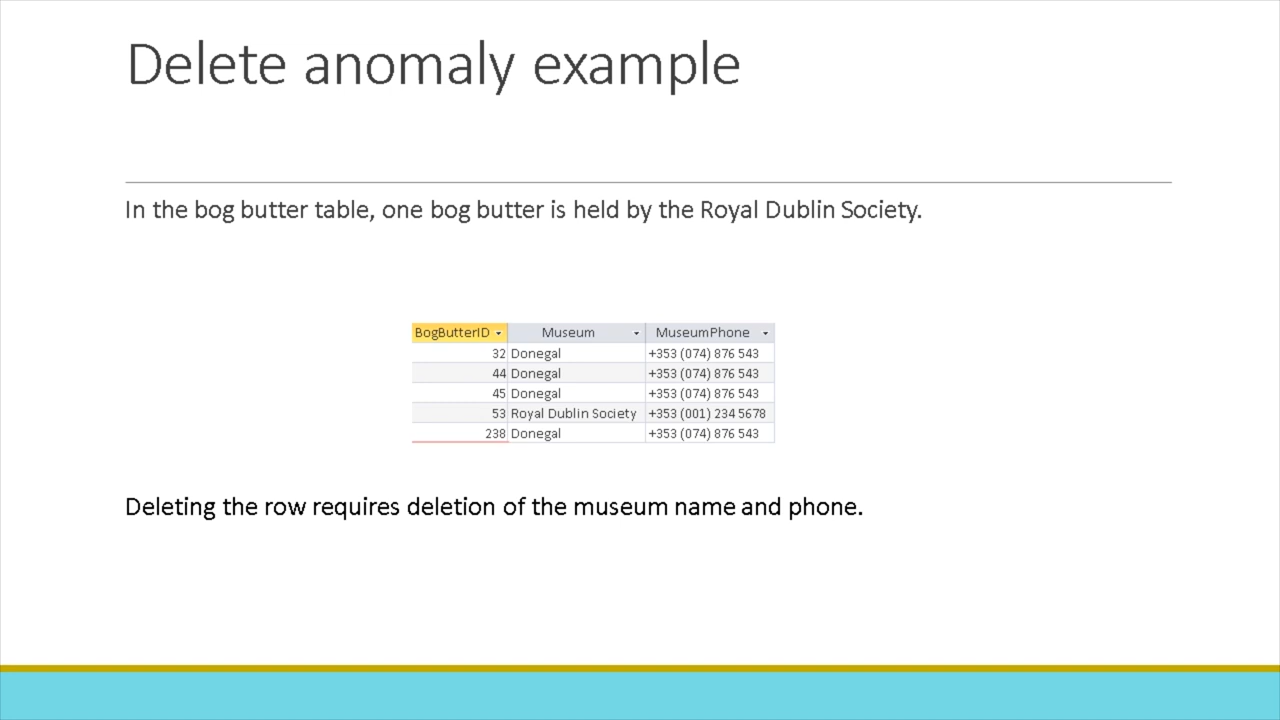 Delete anomaly example
In the bog butter table, one bog butter is held by the Royal Dublin Society.
BogButterID Museum MuseumPhone
32 Donegal +353 (074) 876 543
44 Donegal +353 (074) 876 543
45 Donegal +353 (074) 876 543
53 Royal Dublin Society +353 (001) 234 5678
238 Donegal +353 (074) 876 543
Deleting the row requires deletion of the museum name and phone.